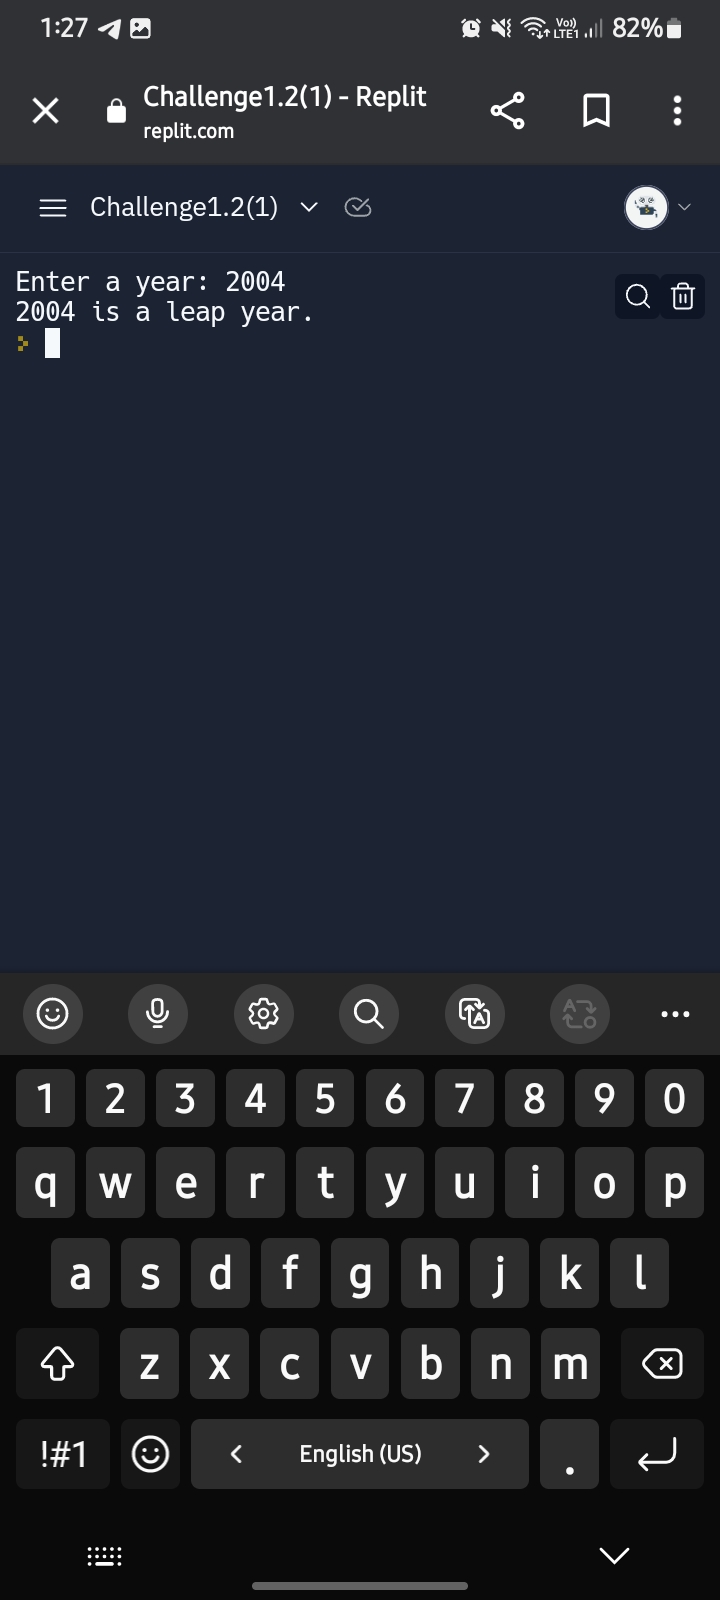 1:27 Vo)) LTE1 82%
Challenge1.2(1) - Replit
replit.com
Challenge1.2(1)
Enter a year: 2004
2004 is a leap year.
1 2 3 4 5 6 7 8 9 0
q w e r t y u i o p
a s d f g h j k l
z x c v b n m
!#1 < English (US) > .